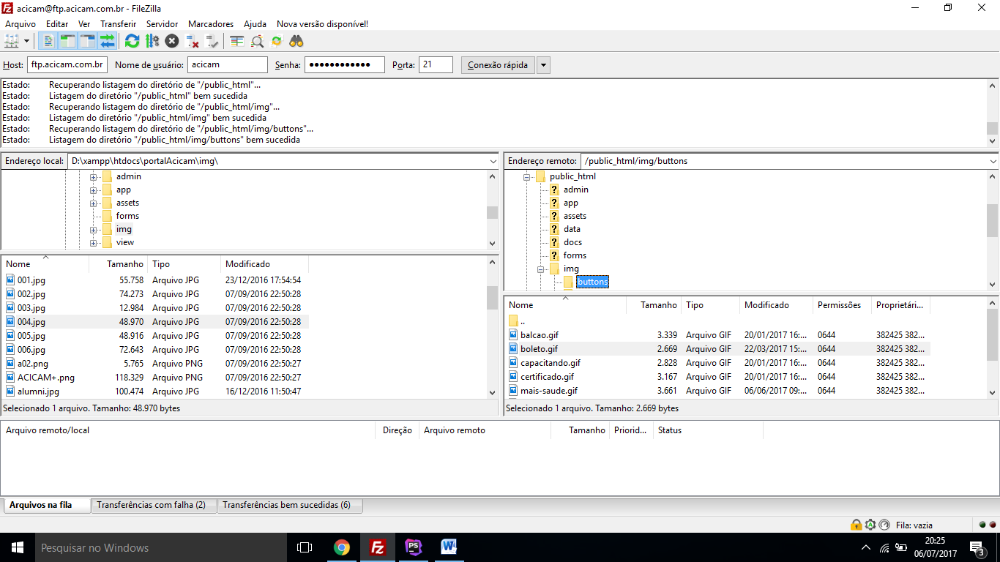 acicam@ftp.acicam.com.br - FileZilla
Arquivo Editar Ver Transferir Servidor Marcadores Ajuda Nova versão disponível!
Host: ftp.acicam.com.br Nome de usuário: acicam Senha: ●●●●●●●●●●●● Porta: 21 Conexão rápida
Estado: Recuperando listagem do diretório de "/public_html"...
Estado: Listagem do diretório "/public_html" bem sucedida
Estado: Recuperando listagem do diretório de "/public_html/img"...
Estado: Listagem do diretório "/public_html/img" bem sucedida
Estado: Recuperando listagem do diretório de "/public_html/img/buttons"...
Estado: Listagem do diretório "/public_html/img/buttons" bem sucedida
Endereço local: D:\xampp\htdocs\portalAcicam\img\
admin
app
assets
forms
img
view
Nome Tamanho Tipo Modificado
001.jpg 55.758 Arquivo JPG 23/12/2016 17:54:54
002.jpg 74.273 Arquivo JPG 07/09/2016 22:50:28
003.jpg 12.984 Arquivo JPG 07/09/2016 22:50:28
004.jpg 48.970 Arquivo JPG 07/09/2016 22:50:28
005.jpg 48.916 Arquivo JPG 07/09/2016 22:50:28
006.jpg 72.643 Arquivo JPG 07/09/2016 22:50:28
a02.png 5.765 Arquivo PNG 07/09/2016 22:50:27
ACICAM+.png 118.329 Arquivo PNG 07/09/2016 22:50:27
alumni.jpg 100.474 Arquivo JPG 16/12/2016 11:50:47
Selecionado 1 arquivo. Tamanho: 48.970 bytes
Endereço remoto: /public_html/img/buttons
public_html
admin
app
assets
data
docs
forms
img
buttons
Nome Tamanho Tipo Modificado Permissões Proprietári...
..
balcao.gif 3.339 Arquivo GIF 20/01/2017 16:... 0644 382425 382...
boleto.gif 2.669 Arquivo GIF 22/03/2017 15:... 0644 382425 382...
capacitando.gif 2.828 Arquivo GIF 20/01/2017 16:... 0644 382425 382...
certificado.gif 3.167 Arquivo GIF 20/01/2017 16:... 0644 382425 382...
mais-saude.gif 3.661 Arquivo GIF 06/06/2017 09:... 0644 382425 382...
Selecionado 1 arquivo. Tamanho: 2.669 bytes
Arquivo remoto/local Direção Arquivo remoto Tamanho Priorid... Status
Arquivos na fila Transferências com falha (2) Transferências bem sucedidas (6)
Fila: vazia
Pesquisar no Windows
20:25
06/07/2017
3